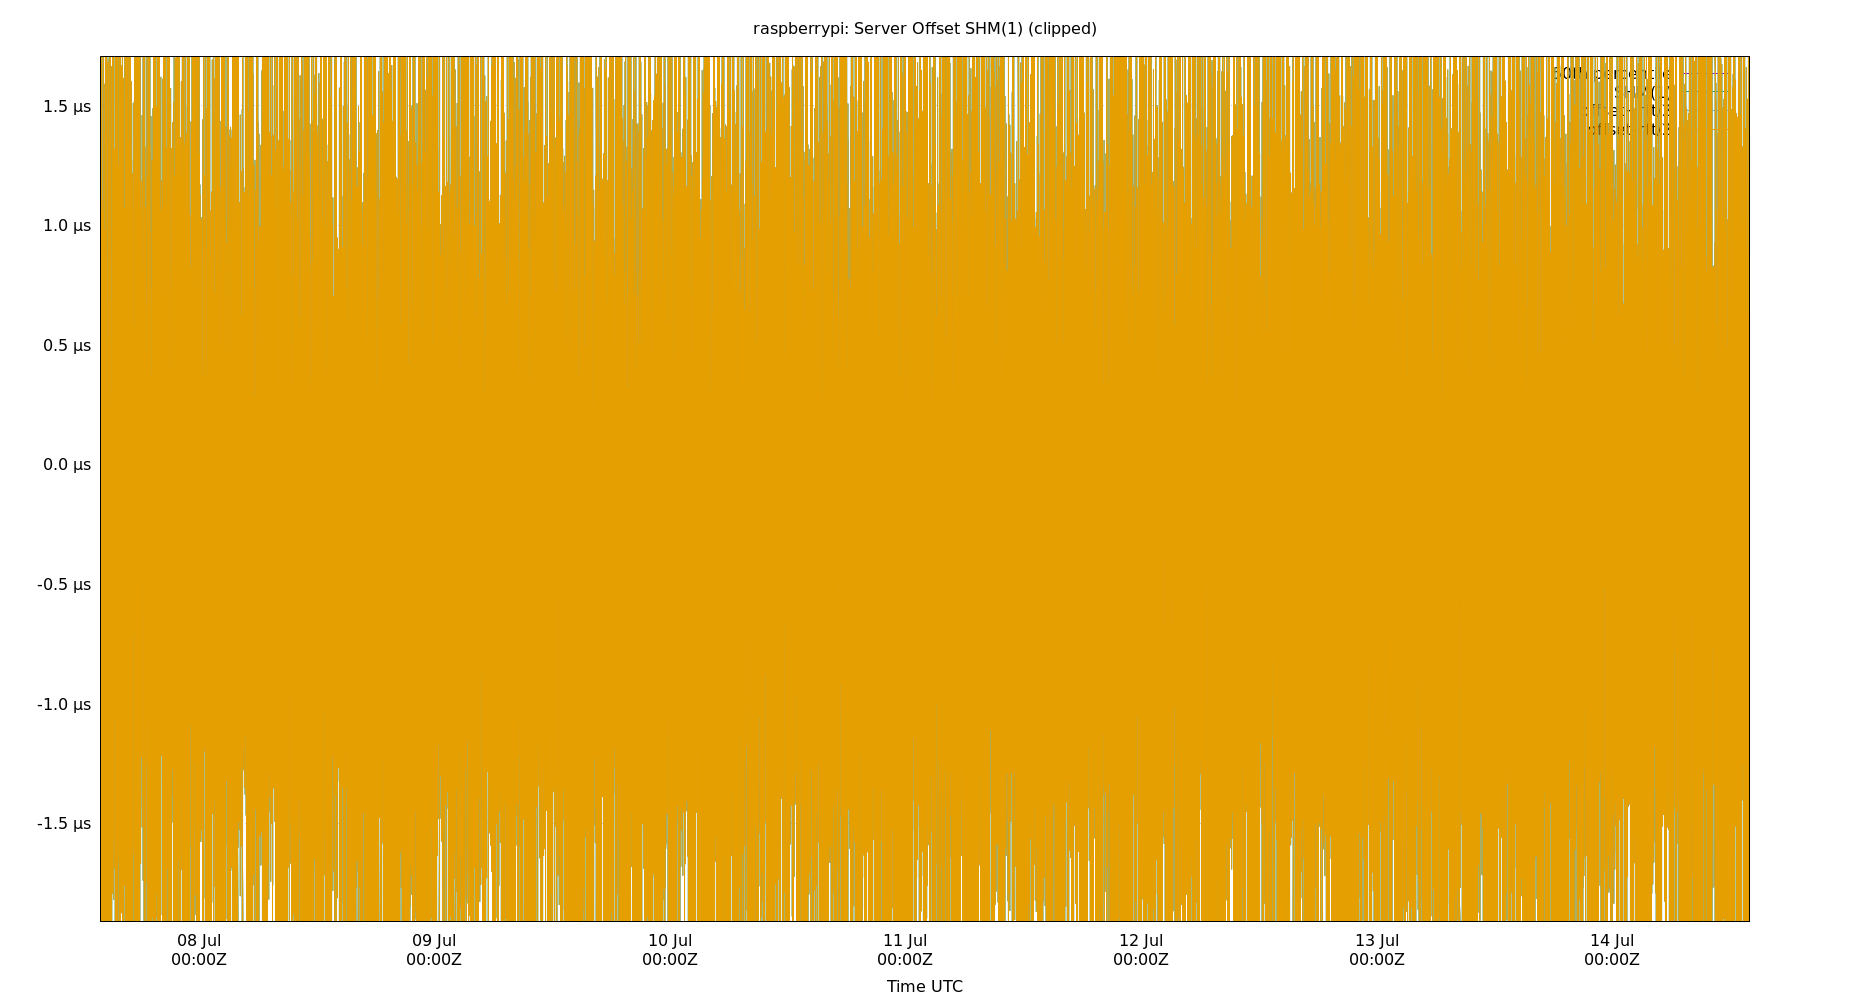 raspberrypi: Server Offset SHM(1) (clipped)
1.5 µs
1.0 µs
0.5 µs
0.0 µs
-0.5 µs
-1.0 µs
-1.5 µs
08 Jul 09 Jul 10 Jul 11 Jul 12 Jul 13 Jul 14 Jul
00:00Z 00:00Z 00:00Z 00:00Z 00:00Z 00:00Z 00:00Z
Time UTC